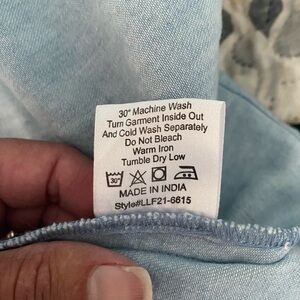 30° Machine Wash
Turn Garment Inside Out
And Cold Wash Separately
Do Not Bleach
Warm Iron
Tumble Dry Low
30°
MADE IN INDIA
Style#LLF21-6615